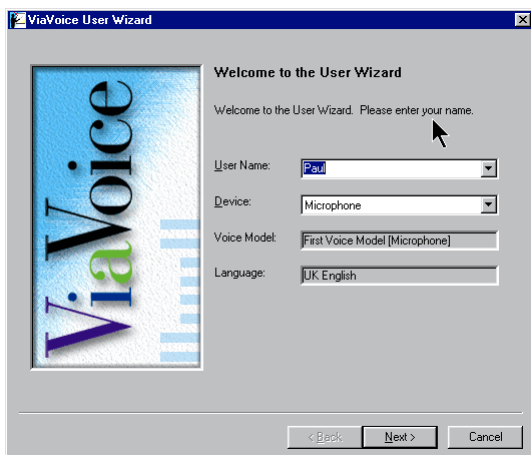 ViaVoice User Wizard
ViaVoice
Welcome to the User Wizard
Welcome to the User Wizard. Please enter your name.
User Name: Paul
Device: Microphone
Voice Model: First Voice Model [Microphone]
Language: UK English
< Back Next > Cancel